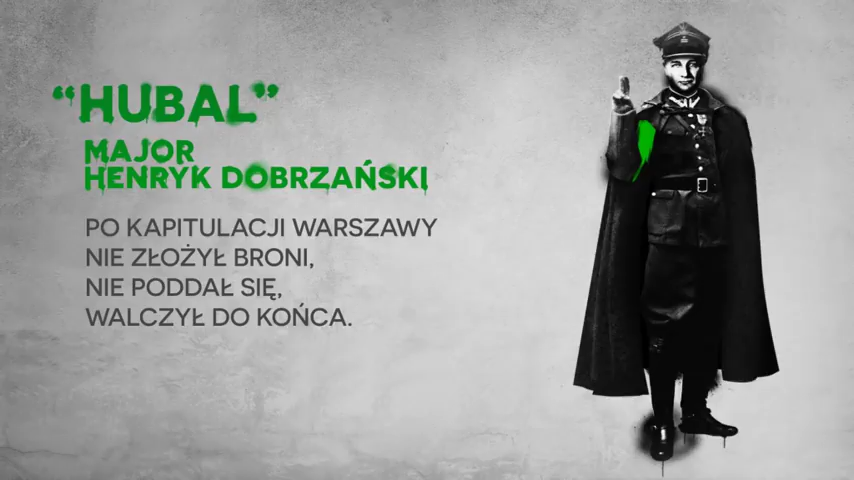 “HUBAL”
MAJOR
HENRYK DOBRZAŃSKI
PO KAPITULACJI WARSZAWY
NIE ZŁOŻYŁ BRONI,
NIE PODDAŁ SIĘ,
WALCZYŁ DO KOŃCA.